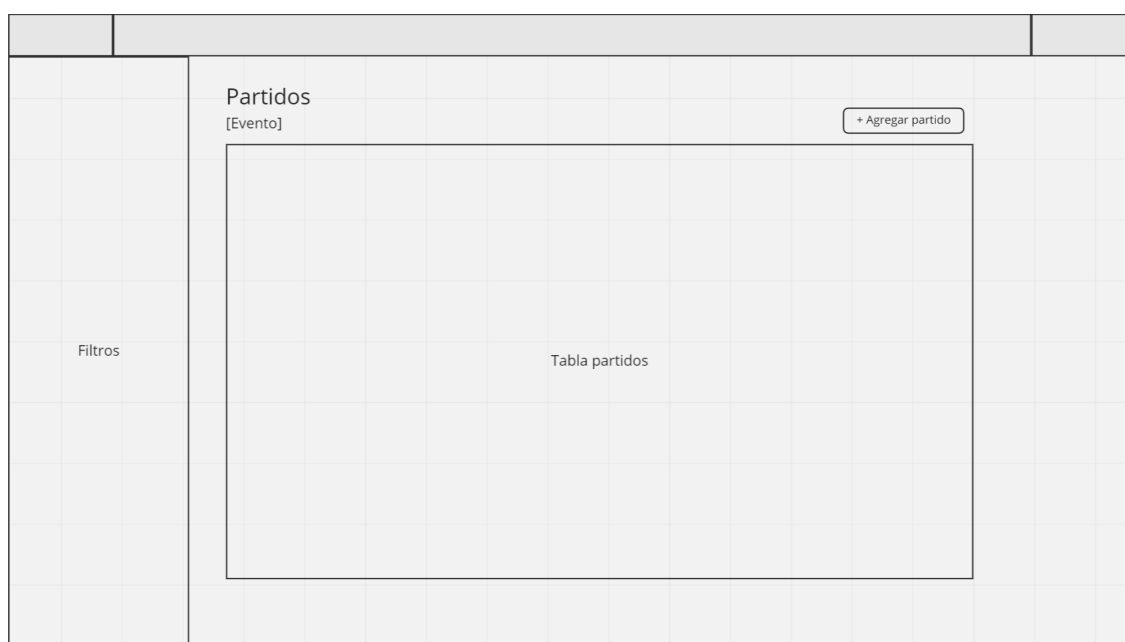 Partidos
[Evento]
+ Agregar partido
Filtros
Tabla partidos